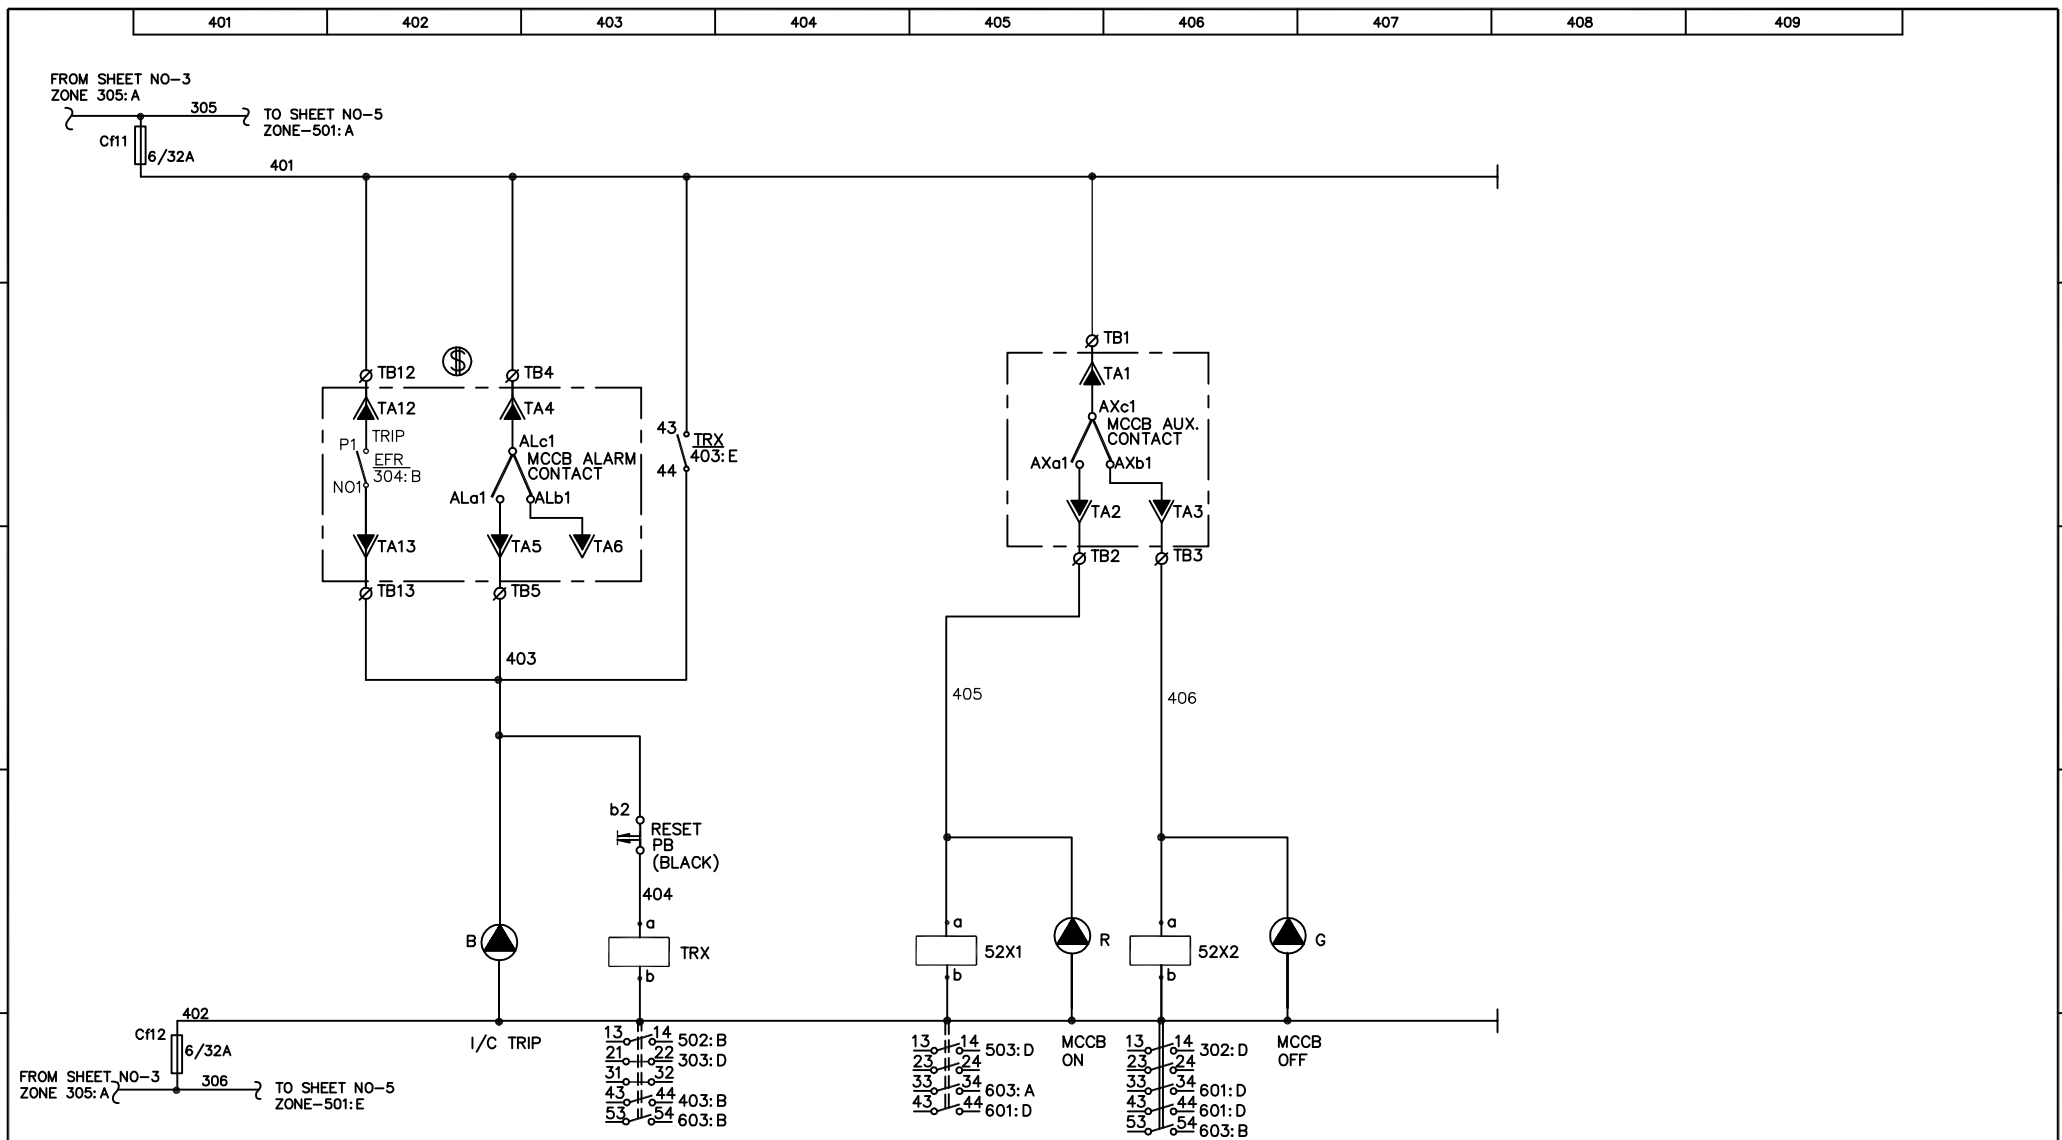 401 402 403 404 405 406 407 408 409
FROM SHEET NO-3
ZONE 305:A
305
TO SHEET NO-5
ZONE-501:A
Cf11
6/32A
401
TB12
$
TB4
TA12
TA4
TRIP
P1
EFR
304:B
NO1
ALc1
MCCB ALARM
CONTACT
ALa1
ALb1
TA13
TA5
TA6
TB13
TB5
43
TRX
403:E
44
TB1
TA1
AXc1
MCCB AUX.
CONTACT
AXa1
AXb1
TA2
TA3
TB2
TB3
403
405
406
b2
RESET
PB
(BLACK)
404
a
B
TRX
b
a
52X1
b
R
a
52X2
b
G
402
Cf12
6/32A
FROM SHEET NO-3
ZONE 305:A
306
TO SHEET NO-5
ZONE-501:E
I/C TRIP
13 14 502:B
21 22 303:D
31 32
43 44 403:B
53 54 603:B
13 14 503:D
23 24
33 34 603:A
43 44 601:D
MCCB
ON
13 14 302:D
23 24
33 34 601:D
43 44 601:D
53 54 603:B
MCCB
OFF